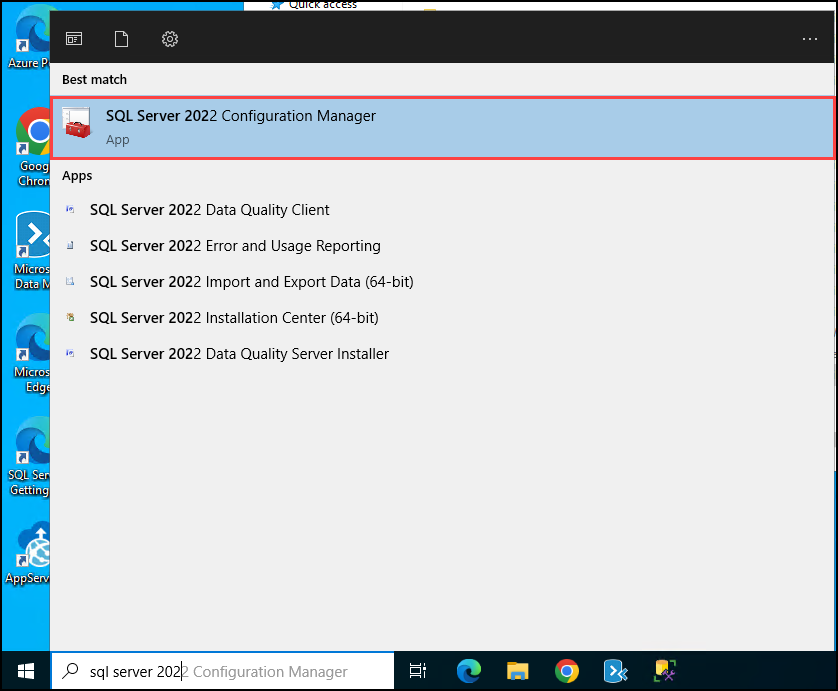 Quick access
...
Azure P
Best match
SQL Server 2022 Configuration Manager
App
Goog
Chron
Apps
SQL Server 2022 Data Quality Client
SQL Server 2022 Error and Usage Reporting
Micros
Data M
SQL Server 2022 Import and Export Data (64-bit)
SQL Server 2022 Installation Center (64-bit)
SQL Server 2022 Data Quality Server Installer
Micros
Edge
SQL Ser
Getting
AppServ
sql server 2022 Configuration Manager